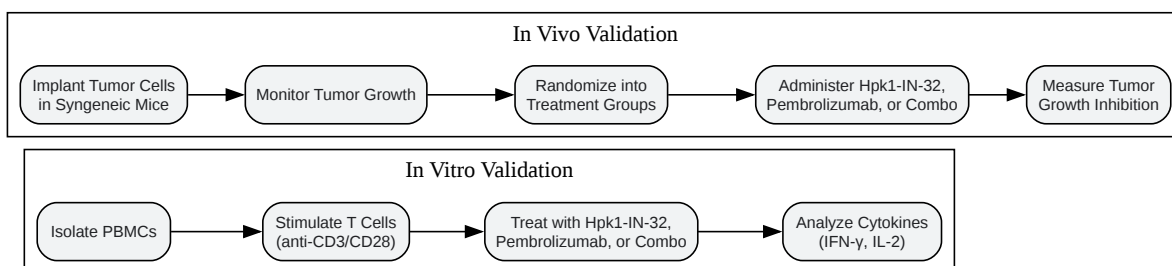 In Vivo Validation
Implant Tumor Cells
in Syngeneic Mice
Monitor Tumor Growth
Randomize into
Treatment Groups
Administer Hpk1-IN-32,
Pembrolizumab, or Combo
Measure Tumor
Growth Inhibition
In Vitro Validation
Isolate PBMCs
Stimulate T Cells
(anti-CD3/CD28)
Treat with Hpk1-IN-32,
Pembrolizumab, or Combo
Analyze Cytokines
(IFN-γ, IL-2)